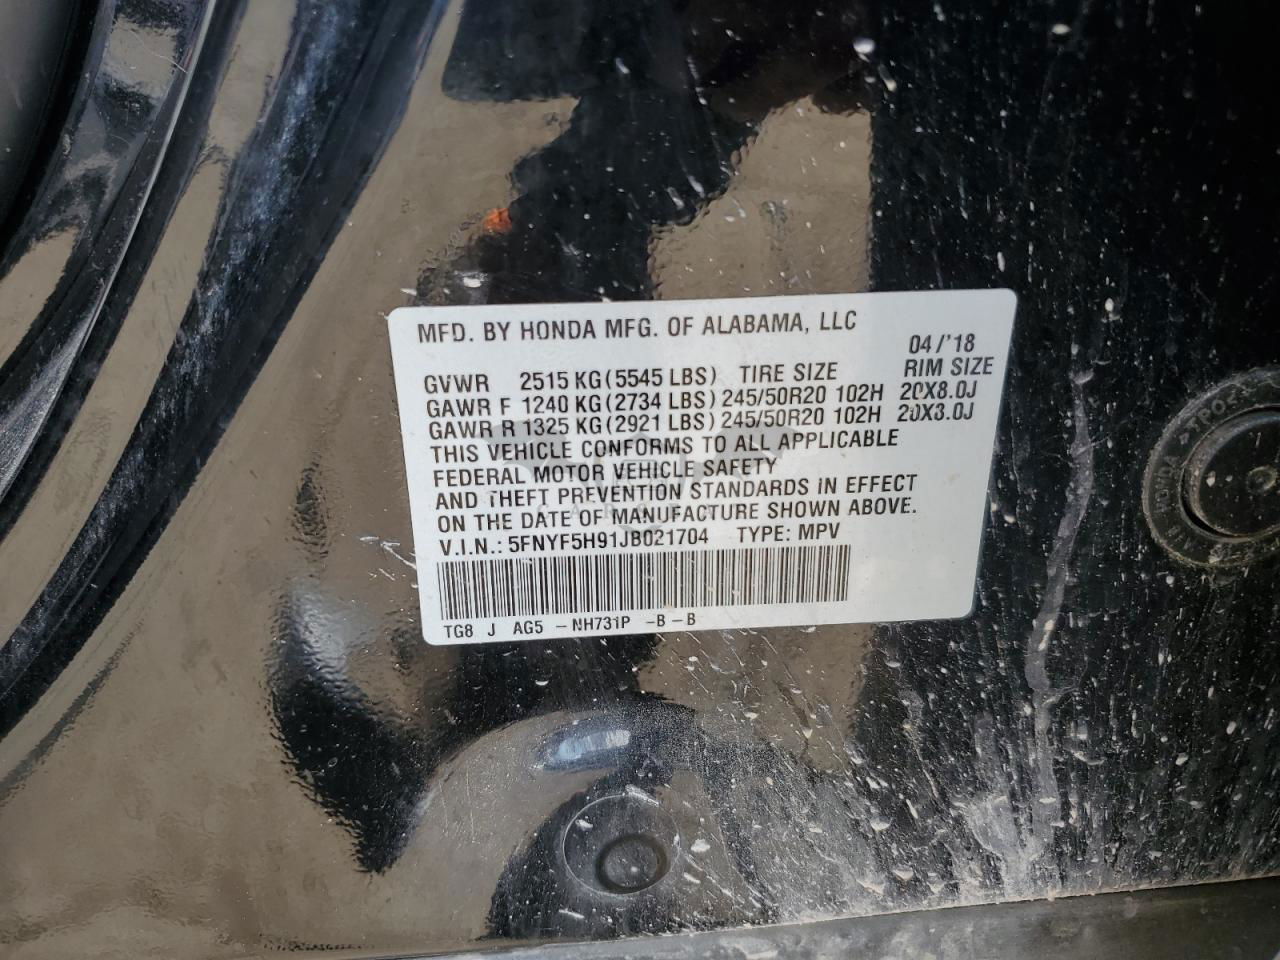 MFD. BY HONDA MFG. OF ALABAMA, LLC 04/'18
GVWR 2515 KG(5545 LBS) TIRE SIZE RIM SIZE
GAWR F 1240 KG(2734 LBS) 245/50R20 102H 20X8.0J
GAWR R 1325 KG(2921 LBS) 245/50R20 102H 20X8.0J
THIS VEHICLE CONFORMS TO ALL APPLICABLE
FEDERAL MOTOR VEHICLE SAFETY
AND THEFT PREVENTION STANDARDS IN EFFECT
ON THE DATE OF MANUFACTURE SHOWN ABOVE.
V.I.N.: 5FNYF5H91JB021704 TYPE: MPV
TG8 J AG5 -NH731P -B-B